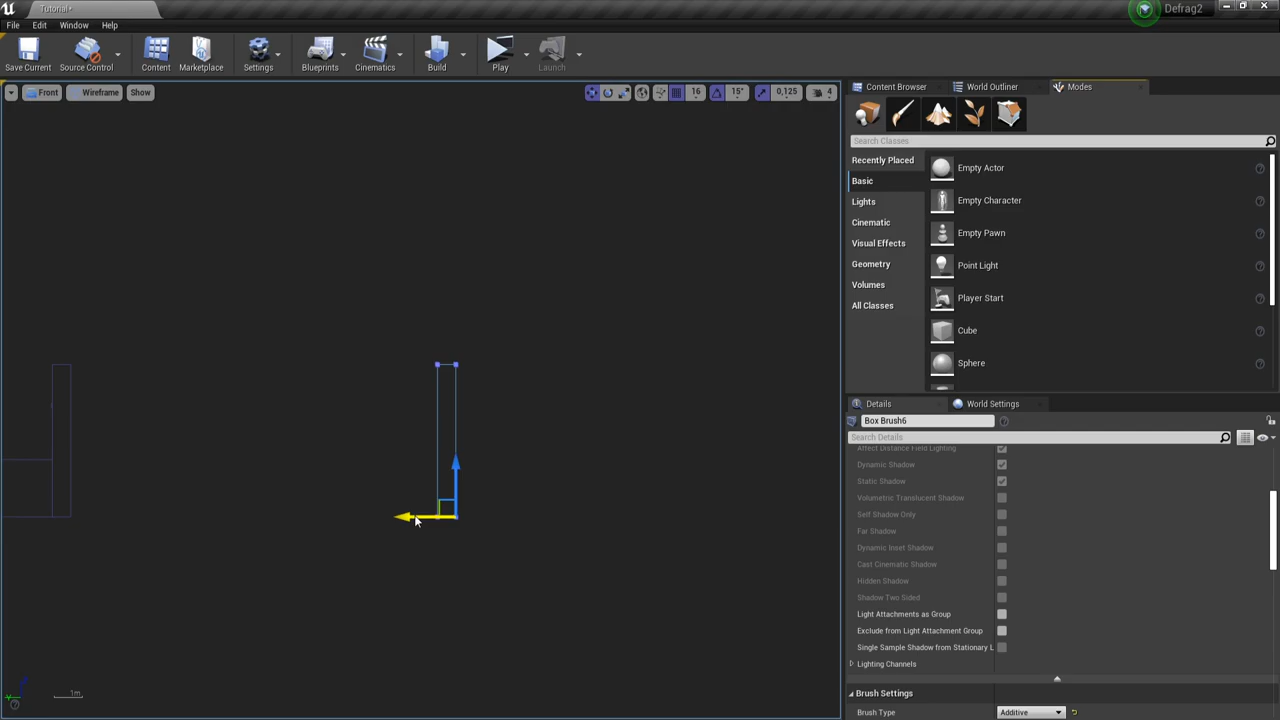 Tutorial*
Defrag2
File Edit Window Help
Save Current Source Control Content Marketplace Settings Blueprints Cinematics Build Play Launch
Front Wireframe Show 16 15° 0,125 4
Content Browser World Outliner Modes
Search Classes
Recently Placed
Basic
Lights
Cinematic
Visual Effects
Geometry
Volumes
All Classes
Empty Actor
Empty Character
Empty Pawn
Point Light
Player Start
Cube
Sphere
Details World Settings
Box Brush6
Search Details
Affect Distance Field Lighting
Dynamic Shadow
Static Shadow
Volumetric Translucent Shadow
Self Shadow Only
Far Shadow
Dynamic Inset Shadow
Cast Cinematic Shadow
Hidden Shadow
Shadow Two Sided
Light Attachments as Group
Exclude from Light Attachment Group
Single Sample Shadow from Stationary L
Lighting Channels
Brush Settings
Brush Type Additive
1m